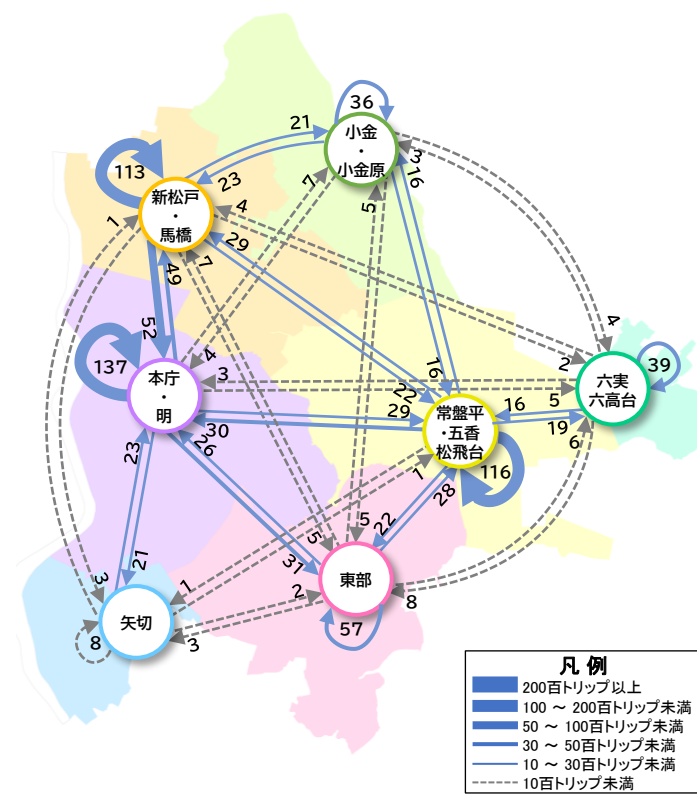 36
小金
・
小金原
21
3
113
23
16
7
新松戸
・
馬橋
4
5
1
29
7
49
52
4
2
39
137
4
3
16
六実
六高台
本庁
・
明
22
5
29
16
常盤平
・五香
松飛台
19
30
26
6
23
1
116
28
5
22
5
21
31
3
1
2
東部
8
矢切
8
3
57
凡 例
200百トリップ以上
100 ～ 200百トリップ未満
50 ～ 100百トリップ未満
30 ～ 50百トリップ未満
10 ～ 30百トリップ未満
10百トリップ未満